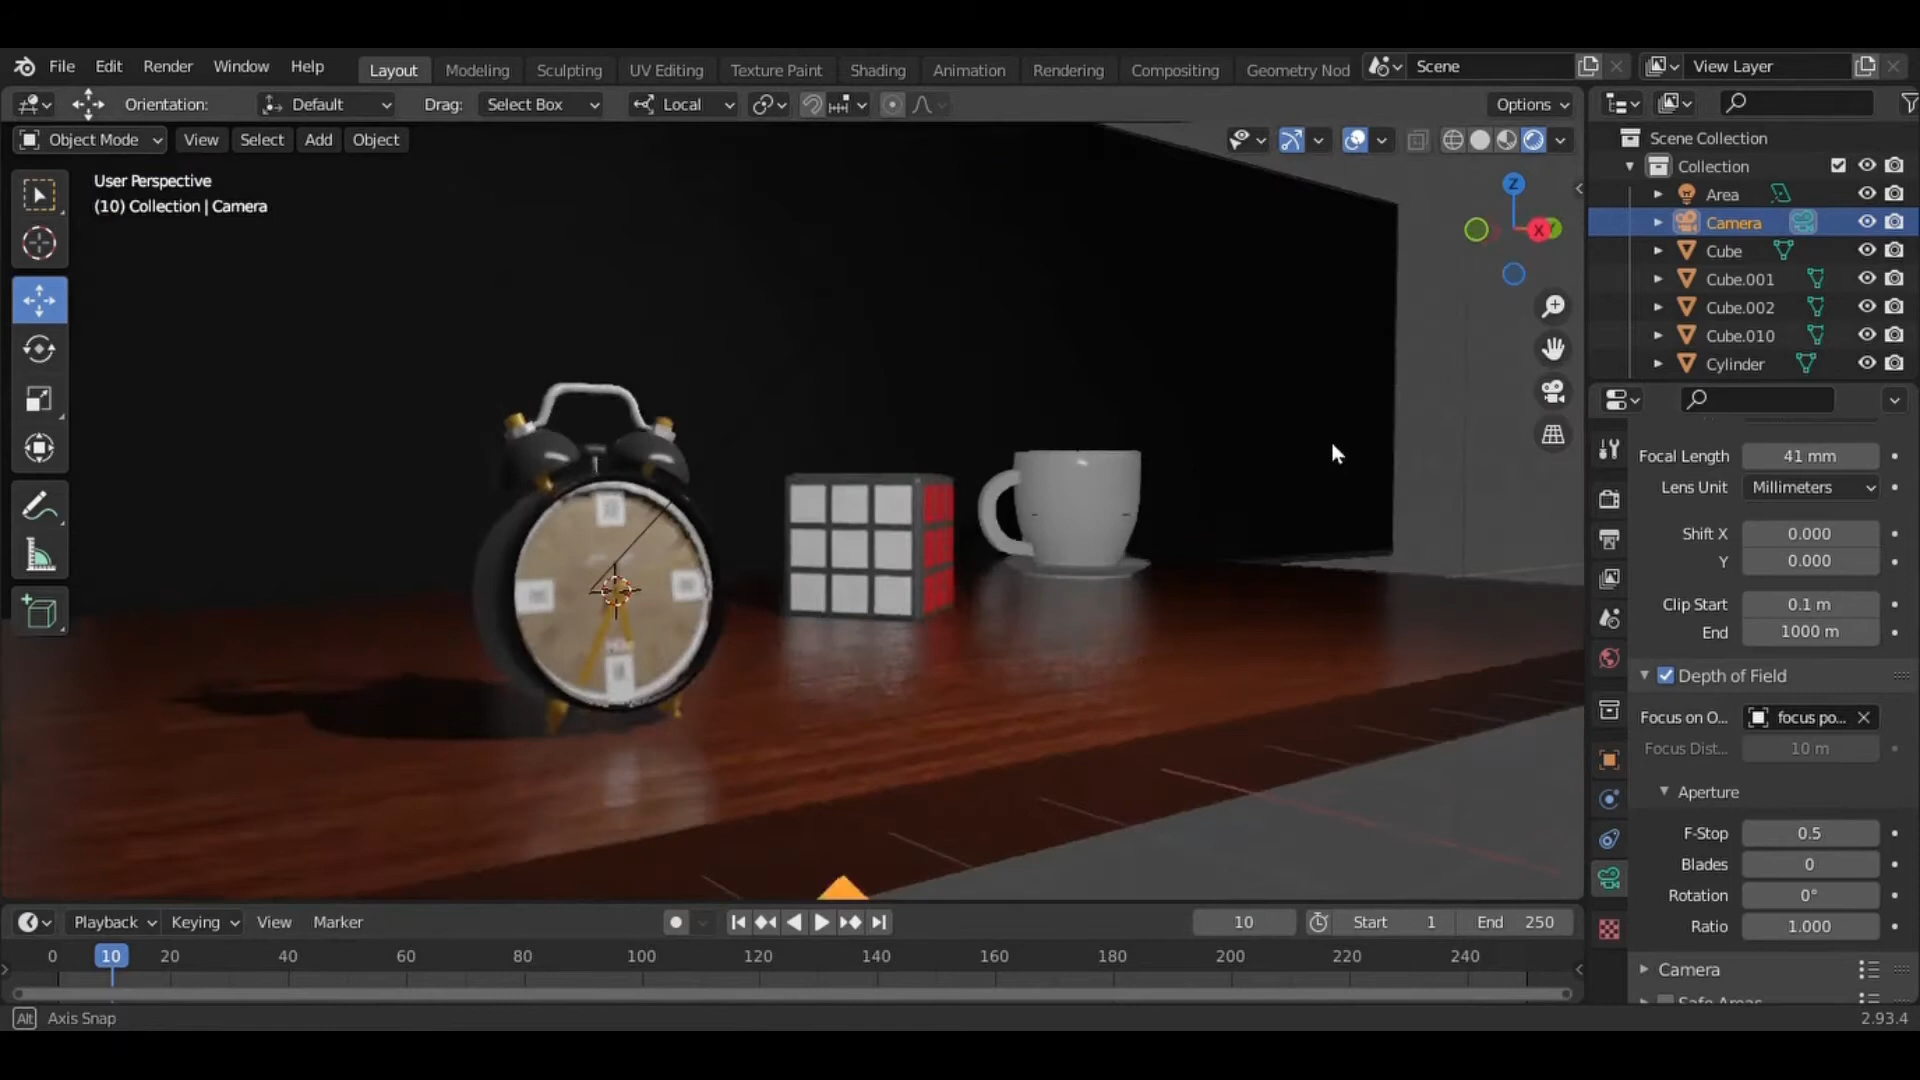 File Edit Render Window Help Layout Modeling Sculpting UV Editing Texture Paint Shading Animation Rendering Compositing Geometry Nod Scene View Layer
Orientation: Default Drag: Select Box Local Options
Object Mode View Select Add Object
User Perspective
(10) Collection | Camera
Z
X
Scene Collection
Collection
Area
Camera
Cube
Cube.001
Cube.002
Cube.010
Cylinder
Focal Length 41 mm
Lens Unit Millimeters
Shift X 0.000
Y 0.000
Clip Start 0.1 m
End 1000 m
Depth of Field
Focus on O... focus po...
Focus Dist... 10 m
Aperture
F-Stop 0.5
Blades 0
Rotation 0°
Ratio 1.000
Camera
Safe Areas
Playback Keying View Marker 10 Start 1 End 250
0 10 20 40 60 80 100 120 140 160 180 200 220 240
Alt Axis Snap 2.93.4